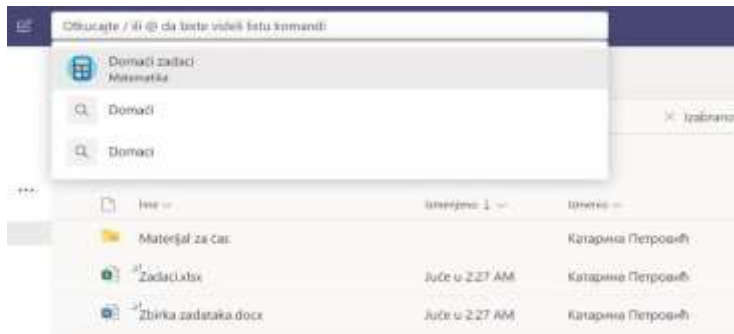 Otkucajte / ili @ da biste videli listu komandi
Domaći zadaci
Matematika
Domaći
Domaci
Izabrano
Ime
Izmenjeno ↓
Izmenio
Materijal za čas
Катарина Петровић
Zadaci.xlsx
Juče u 2:27 AM
Катарина Петровић
Zbirka zadataka.docx
Juče u 2:27 AM
Катарина Петровић